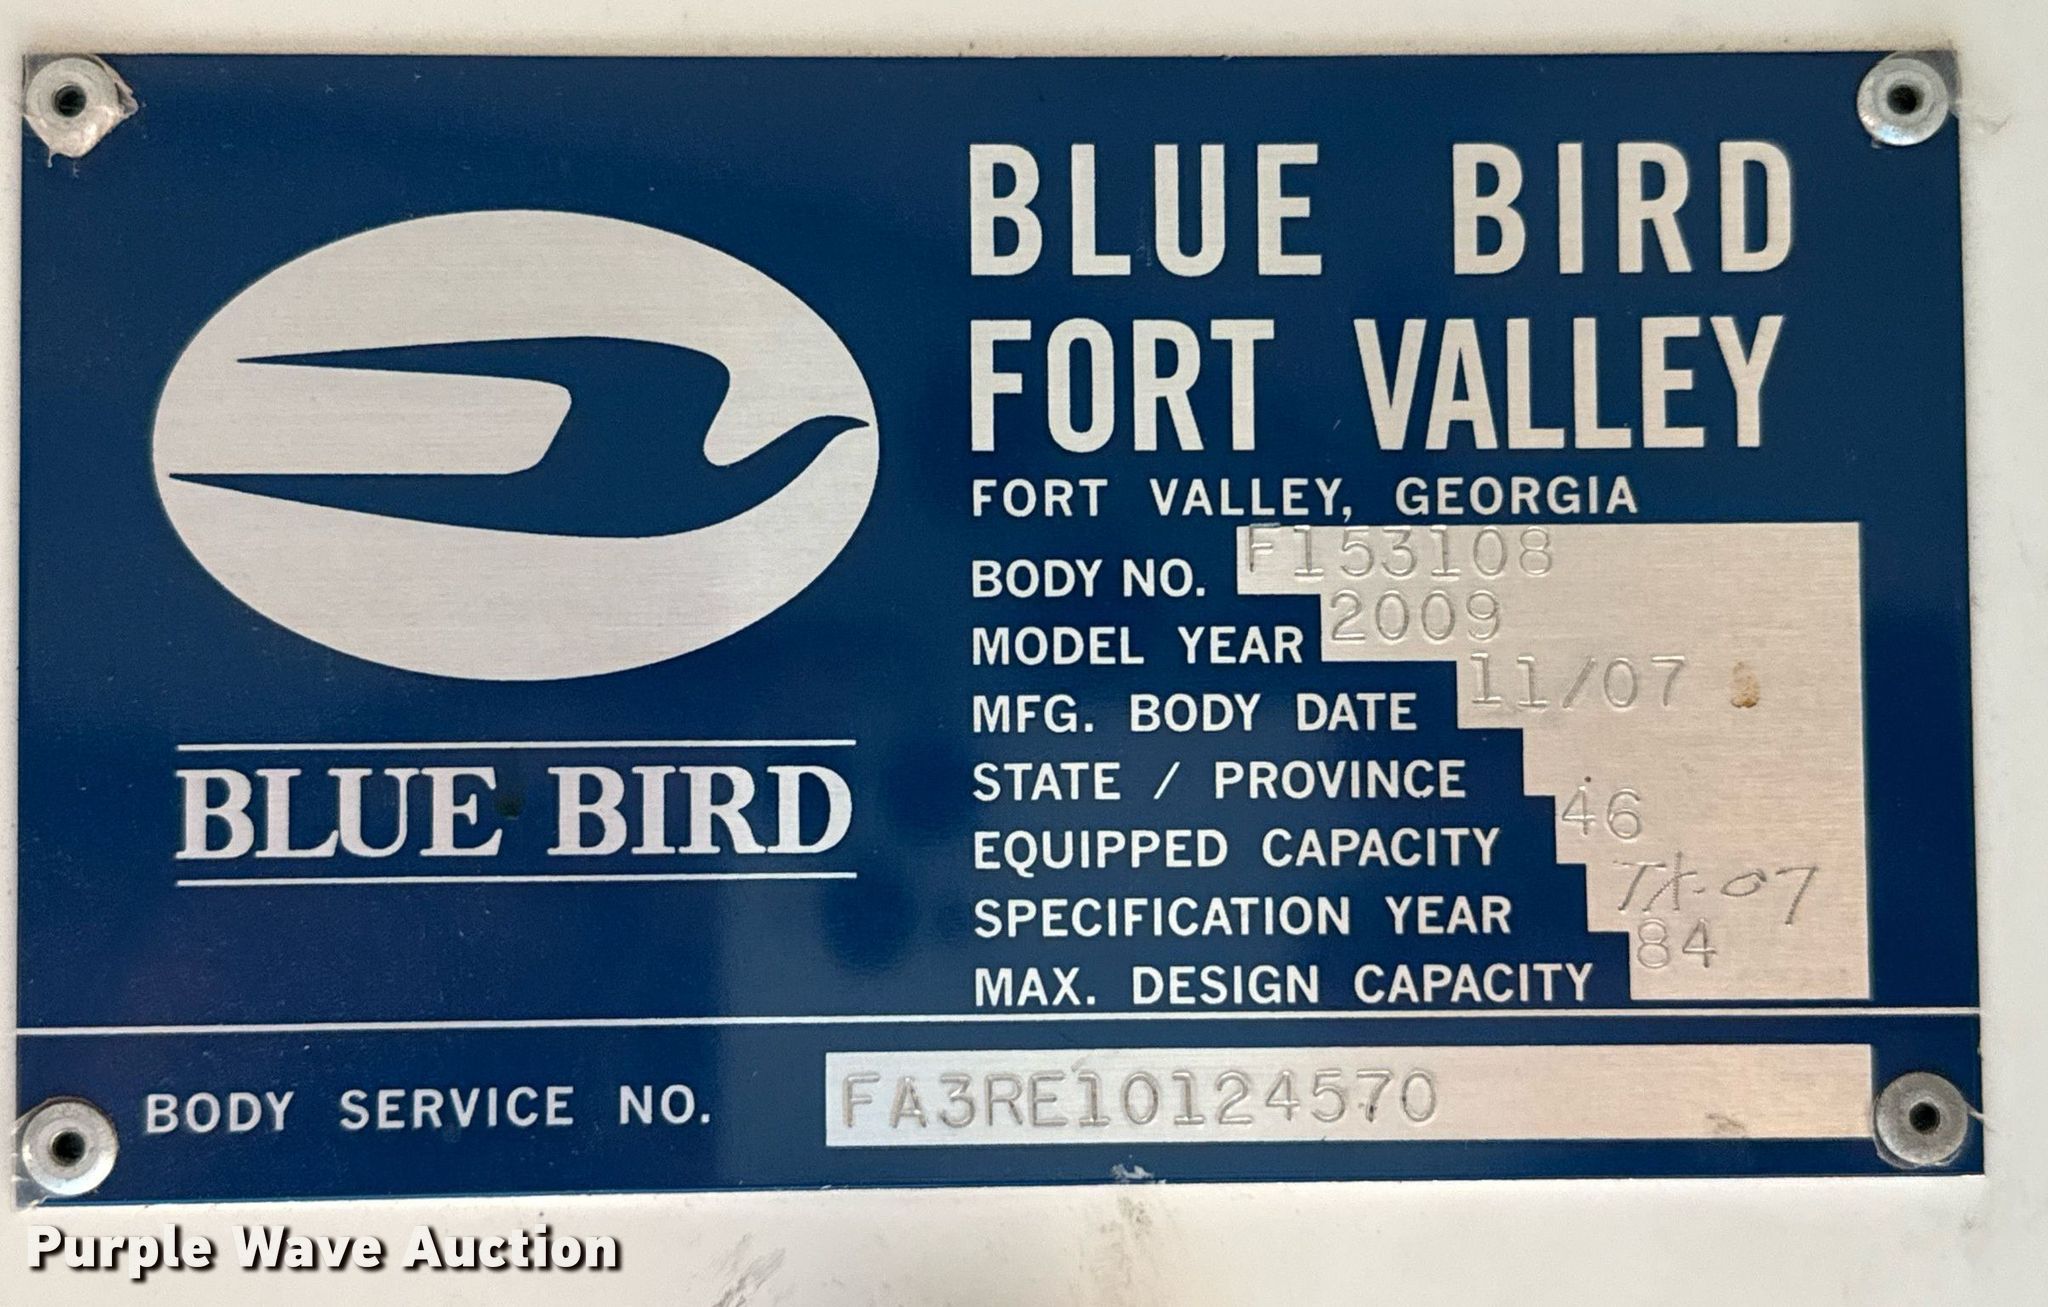 BLUE BIRD
FORT VALLEY
FORT VALLEY, GEORGIA
BODY NO. F153108
MODEL YEAR 2009
MFG. BODY DATE 11/07
STATE / PROVINCE
EQUIPPED CAPACITY 46
SPECIFICATION YEAR TX-07
MAX. DESIGN CAPACITY 84
BLUE BIRD
BODY SERVICE NO. FA3RE10124570
Purple Wave Auction